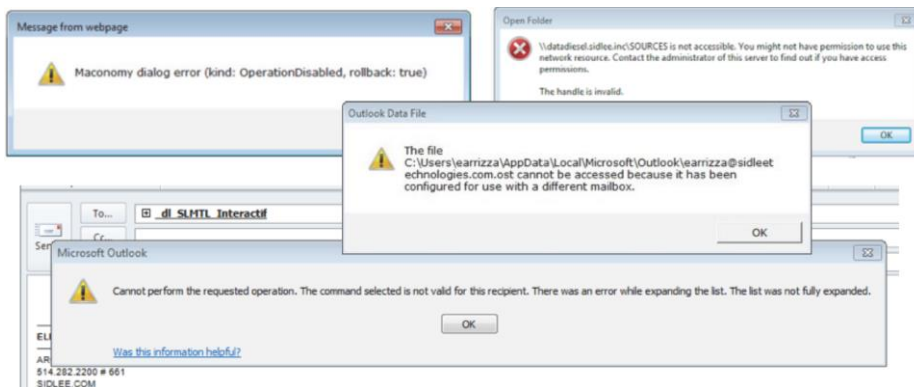 Message from webpage
Maconomy dialog error (kind: OperationDisabled, rollback: true)
Open Folder
\\datadiesel.sidlee.inc\SOURCES is not accessible. You might not have permission to use this
network resource. Contact the administrator of this server to find out if you have access
permissions.
The handle is invalid.
OK
Outlook Data File
The file
C:\Users\earrizza\AppData\Local\Microsoft\Outlook\earrizza@sidleet
echnologies.com.ost cannot be accessed because it has been
configured for use with a different mailbox.
OK
To...
_dl_SLMTL_Interactif
Cc...
Microsoft Outlook
Cannot perform the requested operation. The command selected is not valid for this recipient. There was an error while expanding the list. The list was not fully expanded.
OK
Was this information helpful?
514.282.2200 # 661
SIDLEE.COM